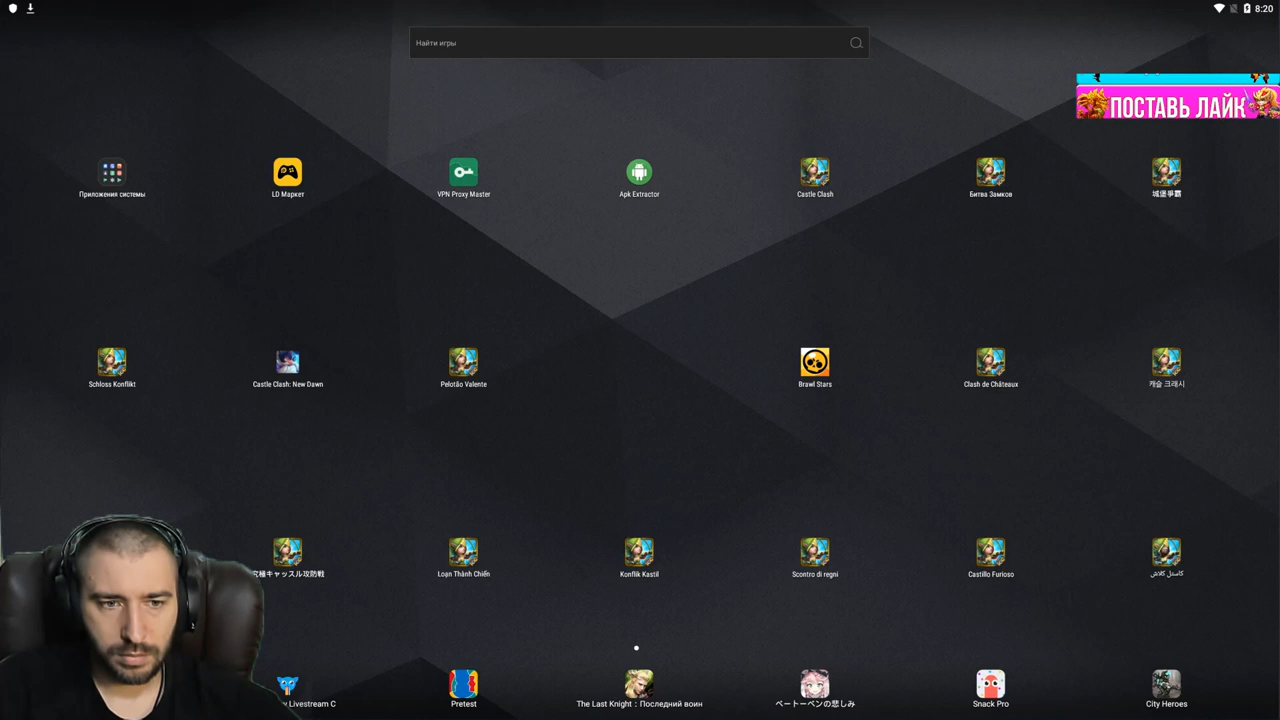 8:20
Найти игры
ПОСТАВЬ ЛАЙК
Приложения системы
LD Маркет
VPN Proxy Master
Apk Extractor
Castle Clash
Битва Замков
城堡爭霸
Schloss Konflikt
Castle Clash: New Dawn
Pelotão Valente
Brawl Stars
Clash de Châteaux
캐슬 크래시
究極キャッスル攻防戦
Loạn Thành Chiến
Konflik Kastil
Scontro di regni
Castillo Furioso
كاستل كلاش
Livestream C
Pretest
The Last Knight : Последний воин
ベートーベンの悲しみ
Snack Pro
City Heroes